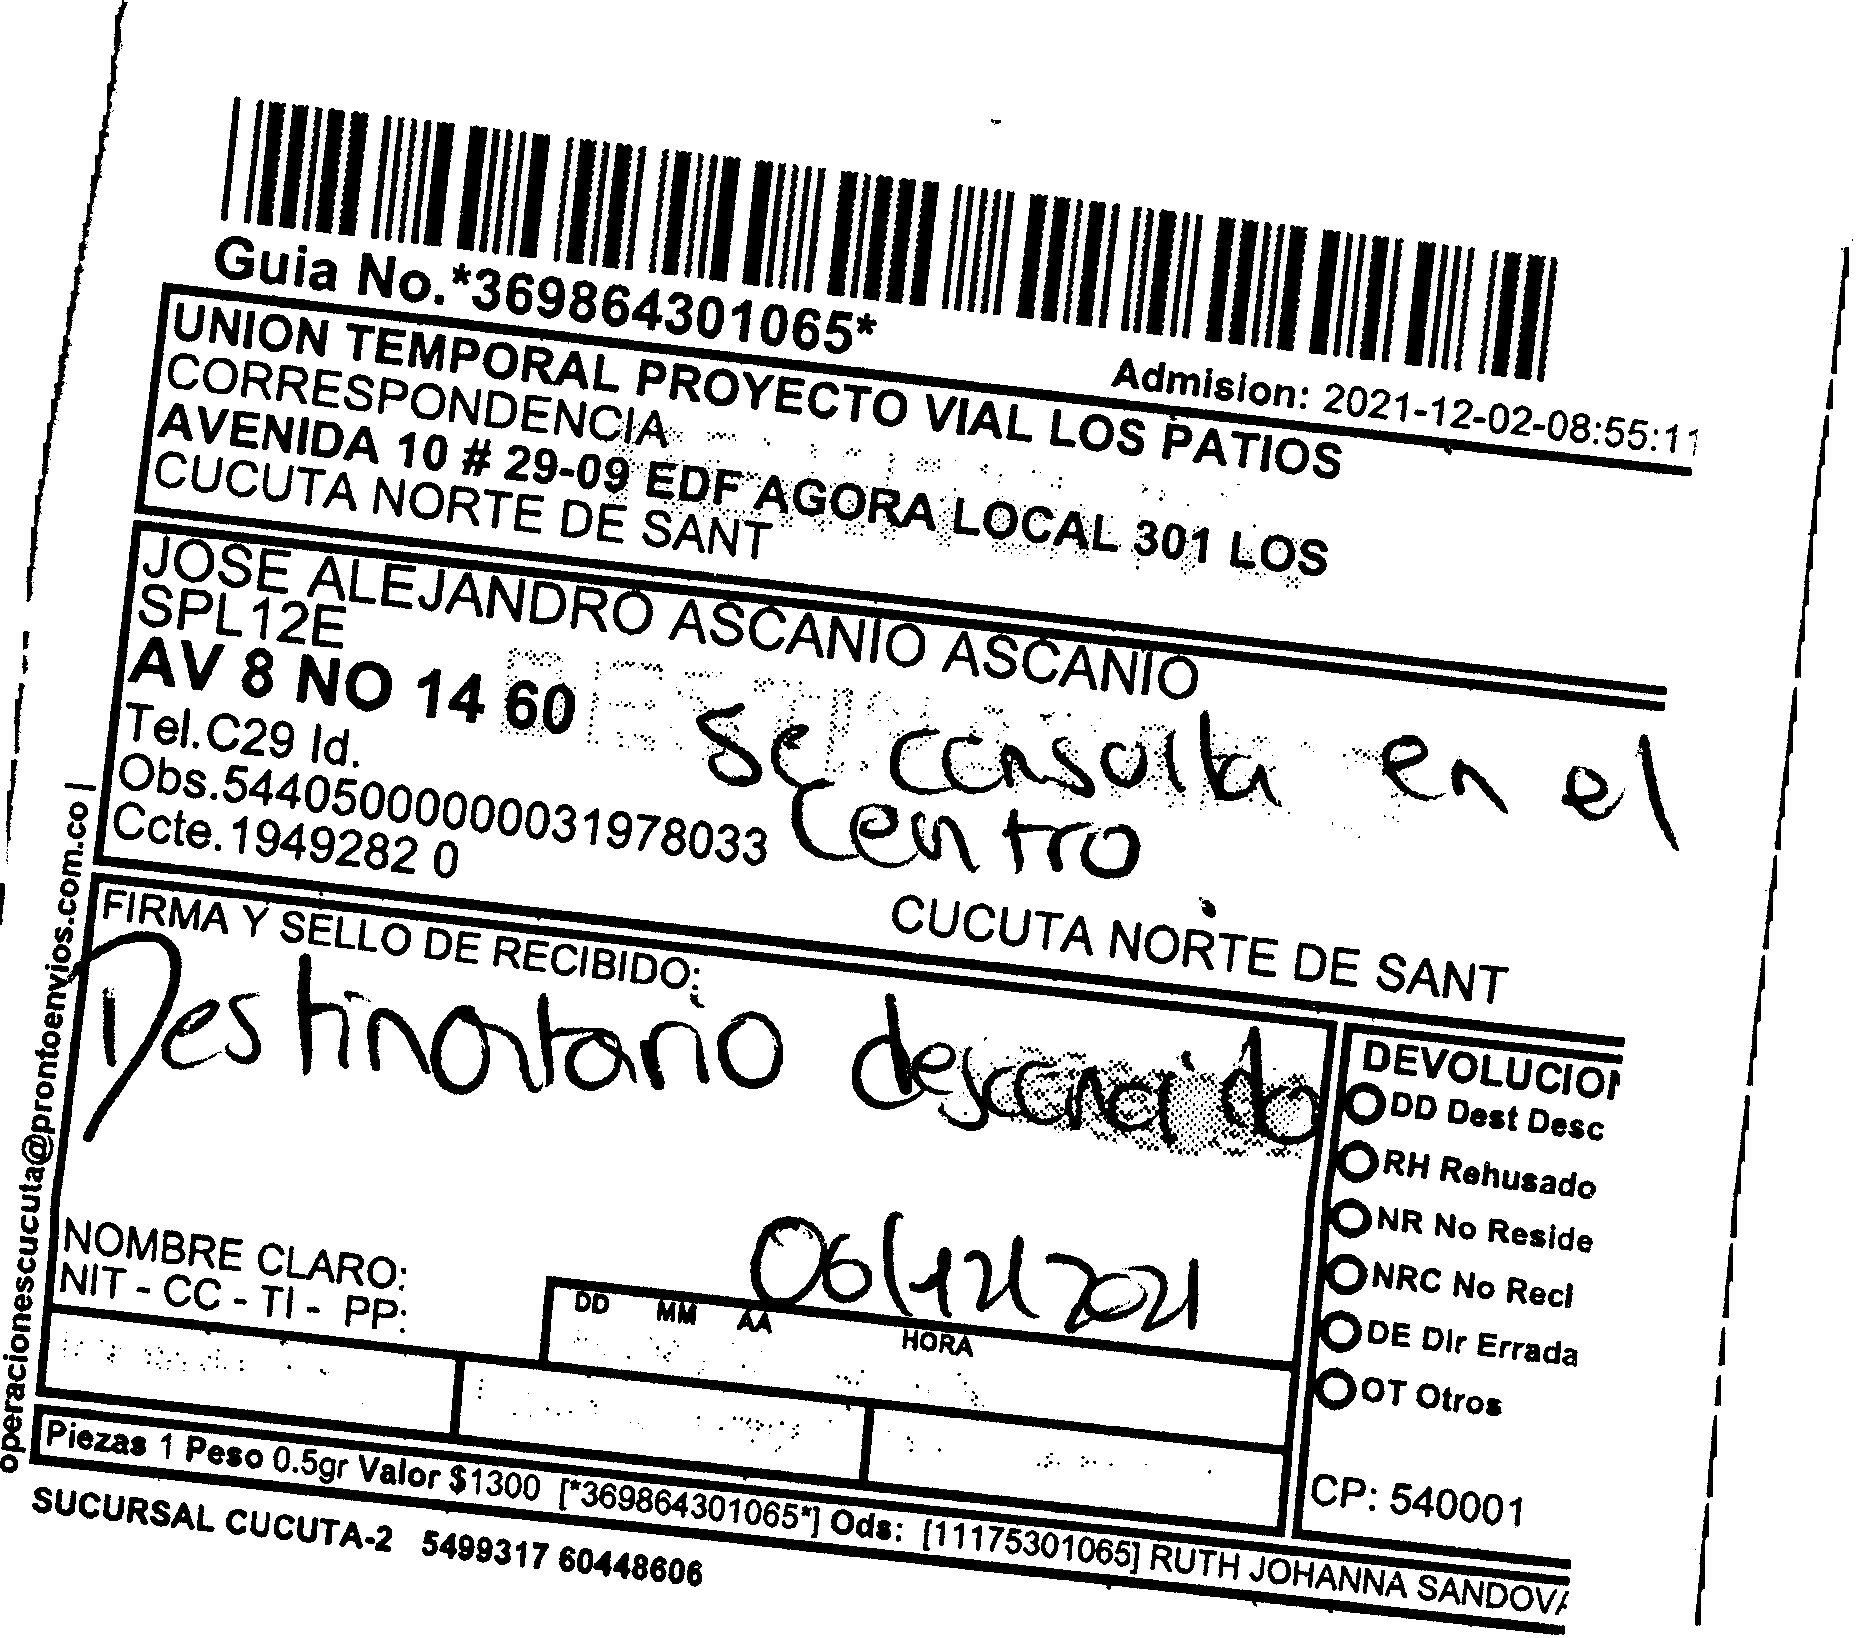 Guia No.*369864301065*
Admision: 2021-12-02-08:55:11
UNION TEMPORAL PROYECTO VIAL LOS PATIOS
CORRESPONDENCIA
AVENIDA 10 # 29-09 EDF AGORA LOCAL 301 LOS
CUCUTA NORTE DE SANT
JOSE ALEJANDRO ASCANIO ASCANIO
SPL12E
AV 8 NO 14 60
Tel.C29 Id.
Obs.544050000000031978033
Ccte.1949282 0
se consulta en el
Centro
CUCUTA NORTE DE SANT
FIRMA Y SELLO DE RECIBIDO:
Destinatario desconocido
06/12/2021
NOMBRE CLARO:
NIT - CC - TI - PP:
DD MM AA HORA
DEVOLUCION
DD Dest Desc
RH Rehusado
NR No Reside
NRC No Recl
DE Dir Errada
OT Otros
CP: 540001
Piezas 1 Peso 0.5gr Valor $1300 [*369864301065*] Ods: [11175301065] RUTH JOHANNA SANDOVA
SUCURSAL CUCUTA-2 5499317 60448606
operacionescucuta@prontoenvios.com.co |